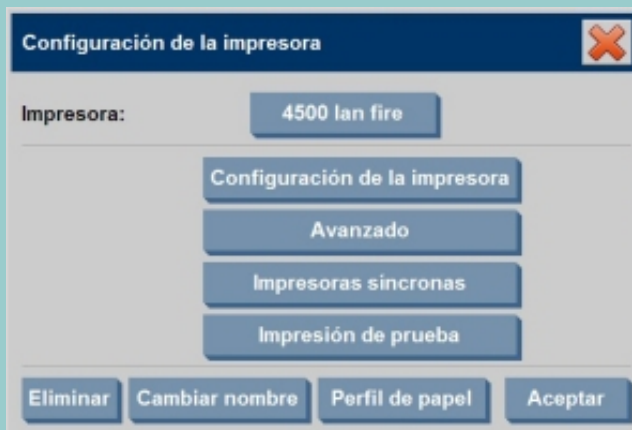 Configuración de la impresora
Impresora: 4500 lan fire
Configuración de la impresora
Avanzado
Impresoras sincronas
Impresión de prueba
Eliminar Cambiar nombre Perfil de papel Aceptar